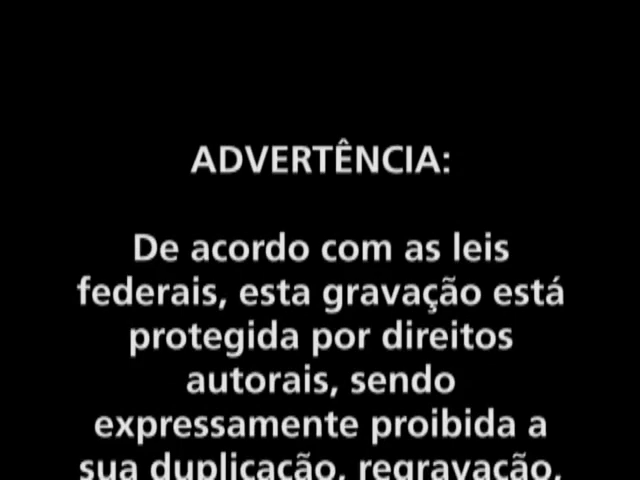 ADVERTÊNCIA:
De acordo com as leis
federais, esta gravação está
protegida por direitos
autorais, sendo
expressamente proibida a
sua duplicação, regravação,